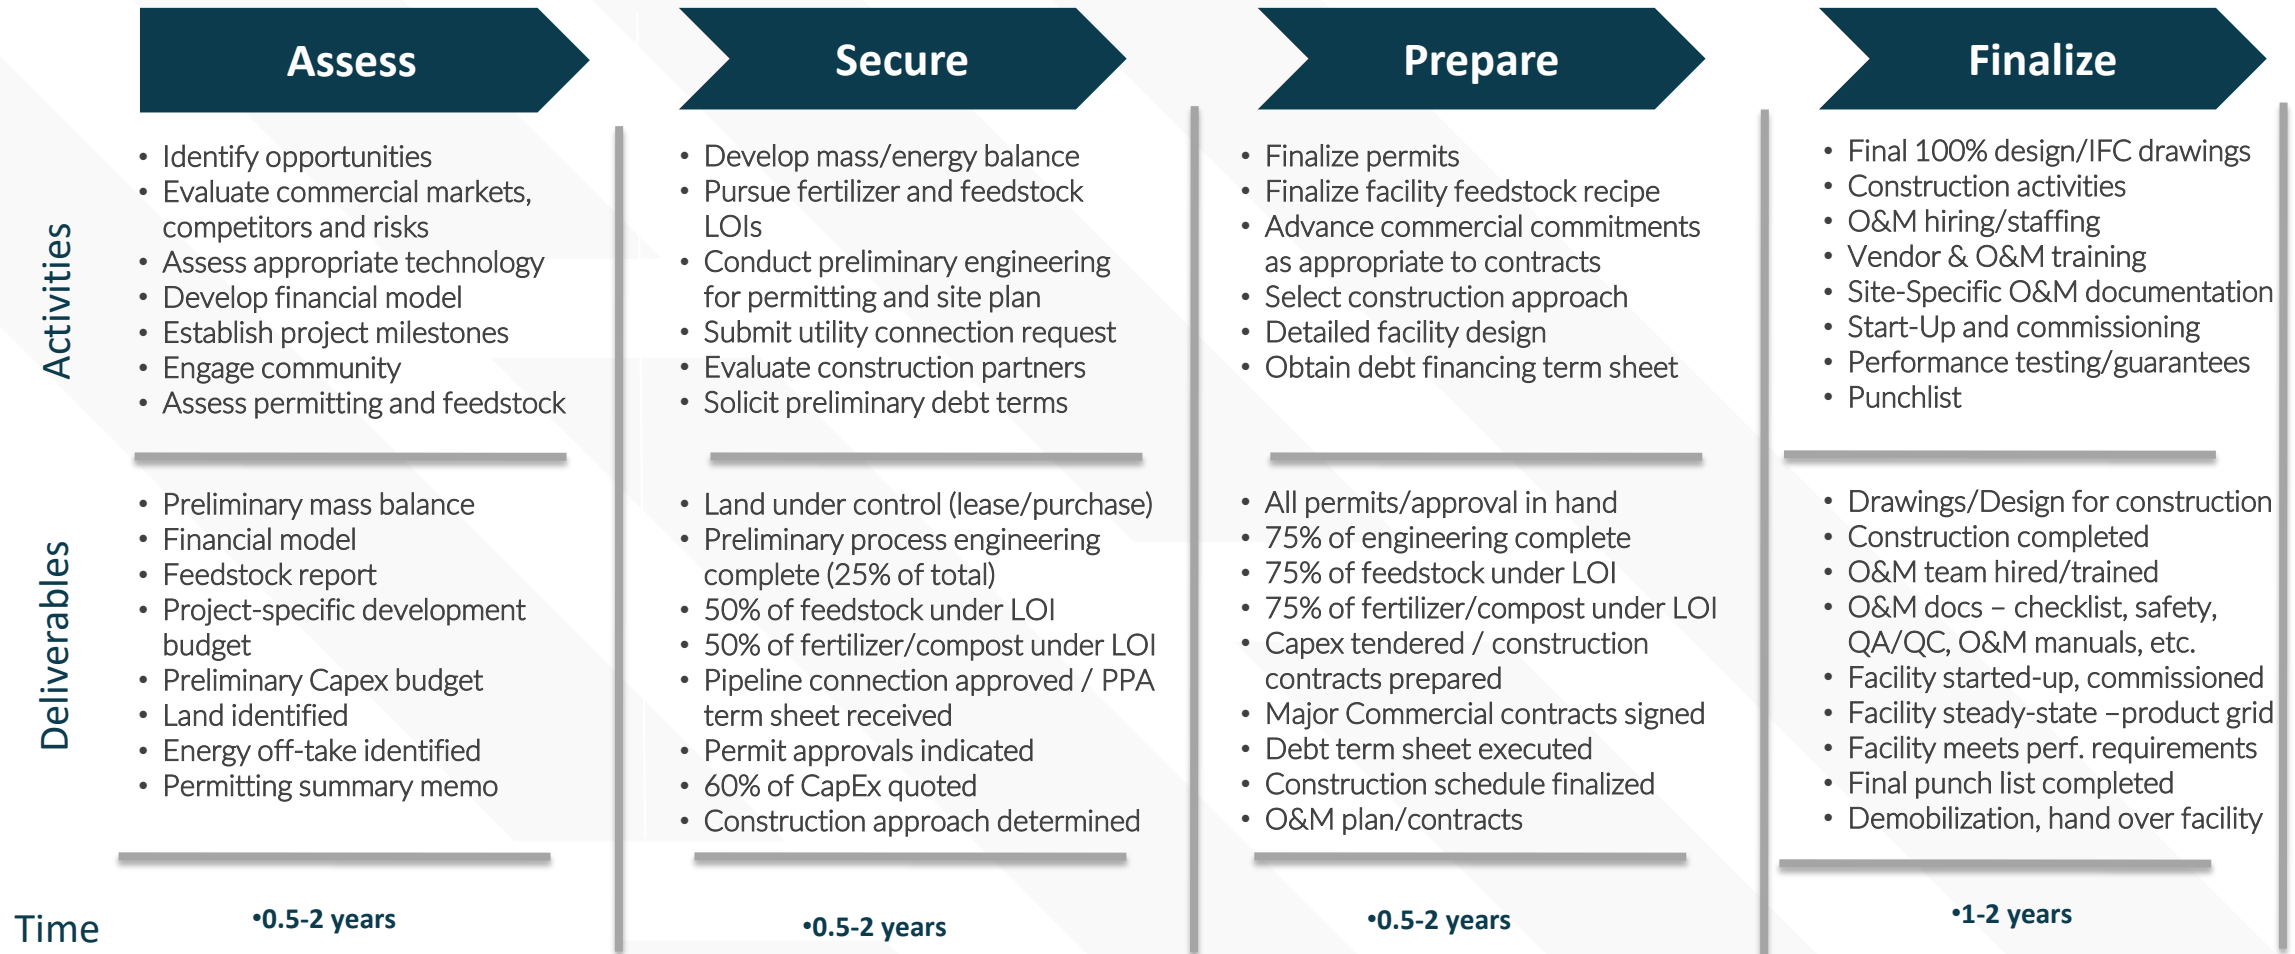 Assess
Secure
Prepare
Finalize
Activities
• Identify opportunities
• Evaluate commercial markets,
competitors and risks
• Assess appropriate technology
• Develop financial model
• Establish project milestones
• Engage community
• Assess permitting and feedstock
• Develop mass/energy balance
• Pursue fertilizer and feedstock
LOIs
• Conduct preliminary engineering
for permitting and site plan
• Submit utility connection request
• Evaluate construction partners
• Solicit preliminary debt terms
• Finalize permits
• Finalize facility feedstock recipe
• Advance commercial commitments
as appropriate to contracts
• Select construction approach
• Detailed facility design
• Obtain debt financing term sheet
• Final 100% design/IFC drawings
• Construction activities
• O&M hiring/staffing
• Vendor & O&M training
• Site-Specific O&M documentation
• Start-Up and commissioning
• Performance testing/guarantees
• Punchlist
Deliverables
• Preliminary mass balance
• Financial model
• Feedstock report
• Project-specific development
budget
• Preliminary Capex budget
• Land identified
• Energy off-take identified
• Permitting summary memo
• Land under control (lease/purchase)
• Preliminary process engineering
complete (25% of total)
• 50% of feedstock under LOI
• 50% of fertilizer/compost under LOI
• Pipeline connection approved / PPA
term sheet received
• Permit approvals indicated
• 60% of CapEx quoted
• Construction approach determined
• All permits/approval in hand
• 75% of engineering complete
• 75% of feedstock under LOI
• 75% of fertilizer/compost under LOI
• Capex tendered / construction
contracts prepared
• Major Commercial contracts signed
• Debt term sheet executed
• Construction schedule finalized
• O&M plan/contracts
• Drawings/Design for construction
• Construction completed
• O&M team hired/trained
• O&M docs – checklist, safety,
QA/QC, O&M manuals, etc.
• Facility started-up, commissioned
• Facility steady-state –product grid
• Facility meets perf. requirements
• Final punch list completed
• Demobilization, hand over facility
Time
•0.5-2 years
•0.5-2 years
•0.5-2 years
•1-2 years